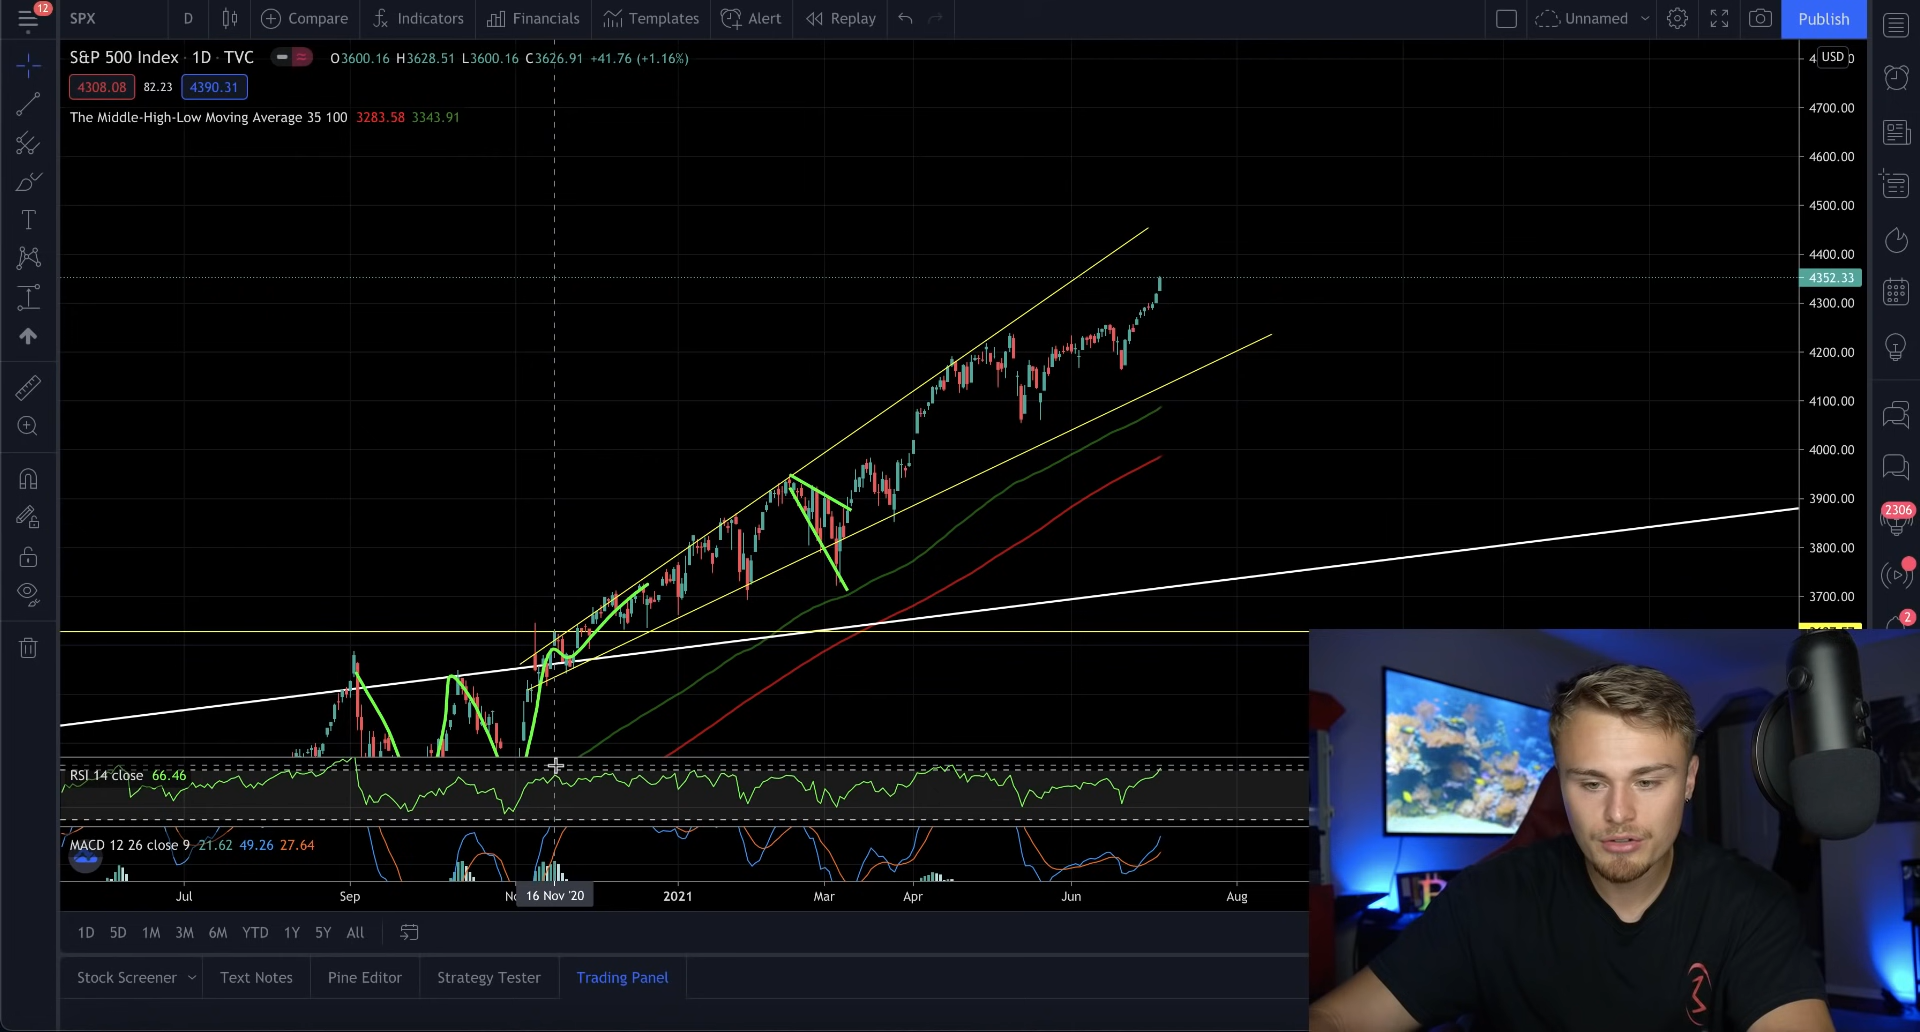 12
SPX D Compare Indicators Financials Templates Alert Replay Unnamed Publish
S&P 500 Index · 1D · TVC O3600.16 H3628.51 L3600.16 C3626.91 +41.76 (+1.16%)
USD
4308.08 82.23 4390.31
The Middle-High-Low Moving Average 35 100 3283.58 3343.91
4700.00
4600.00
4500.00
4400.00
4352.33
4300.00
4200.00
4100.00
4000.00
3900.00
2306
3800.00
3700.00
2
RSI 14 close 66.46
MACD 12 26 close 9 21.62 49.26 27.64
Jul Sep 16 Nov '20 2021 Mar Apr Jun Aug
1D 5D 1M 3M 6M YTD 1Y 5Y All
Stock Screener Text Notes Pine Editor Strategy Tester Trading Panel